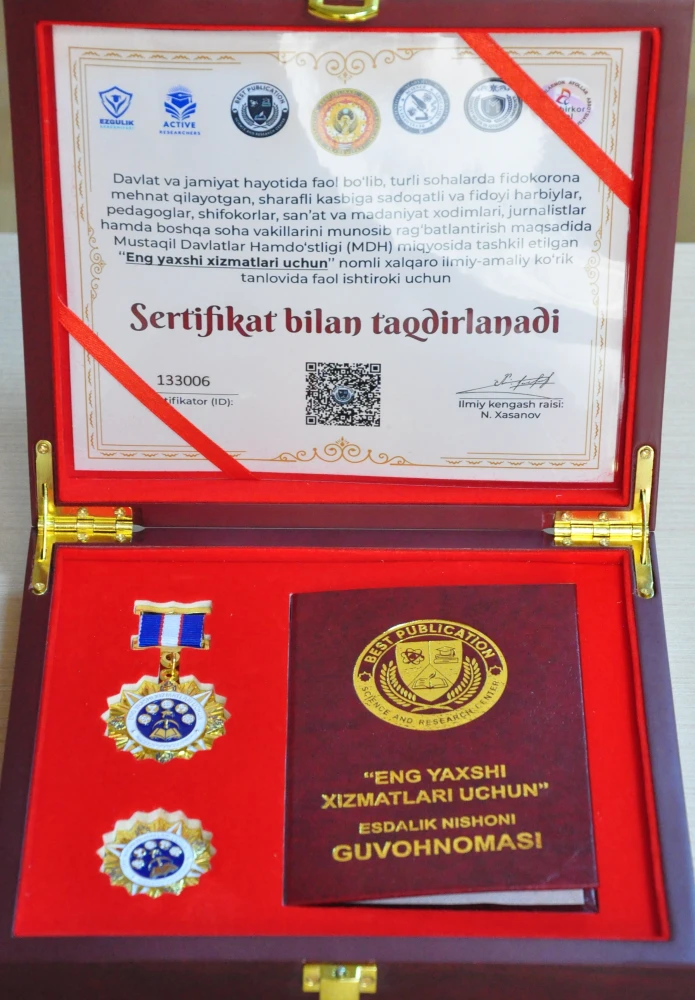 EZGULIK
ACTIVE
RESEARCHERS
BEST PUBLICATION
Davlat va jamiyat hayotida faol bo‘lib, turli sohalarda fidokorona
mehnat qilayotgan, sharafli kasbiga sadoqatli va fidoyi harbiylar,
pedagoglar, shifokorlar, san’at va madaniyat xodimlari, jurnalistlar
hamda boshqa soha vakillarini munosib rag‘batlantirish maqsadida
Mustaqil Davlatlar Hamdo‘stligi (MDH) miqyosida tashkil etilgan
“Eng yaxshi xizmatlari uchun” nomli xalqaro ilmiy-amaliy ko‘rik
tanlovida faol ishtiroki uchun
Sertifikat bilan taqdirlanadi
133006
tifikator (ID):
Ilmiy kengash raisi:
N. Xasanov
BEST PUBLICATION
SCIENCE AND RESEARCH CENTER
“ENG YAXSHI
XIZMATLARI UCHUN”
ESDALIK NISHONI
GUVOHNOMASI